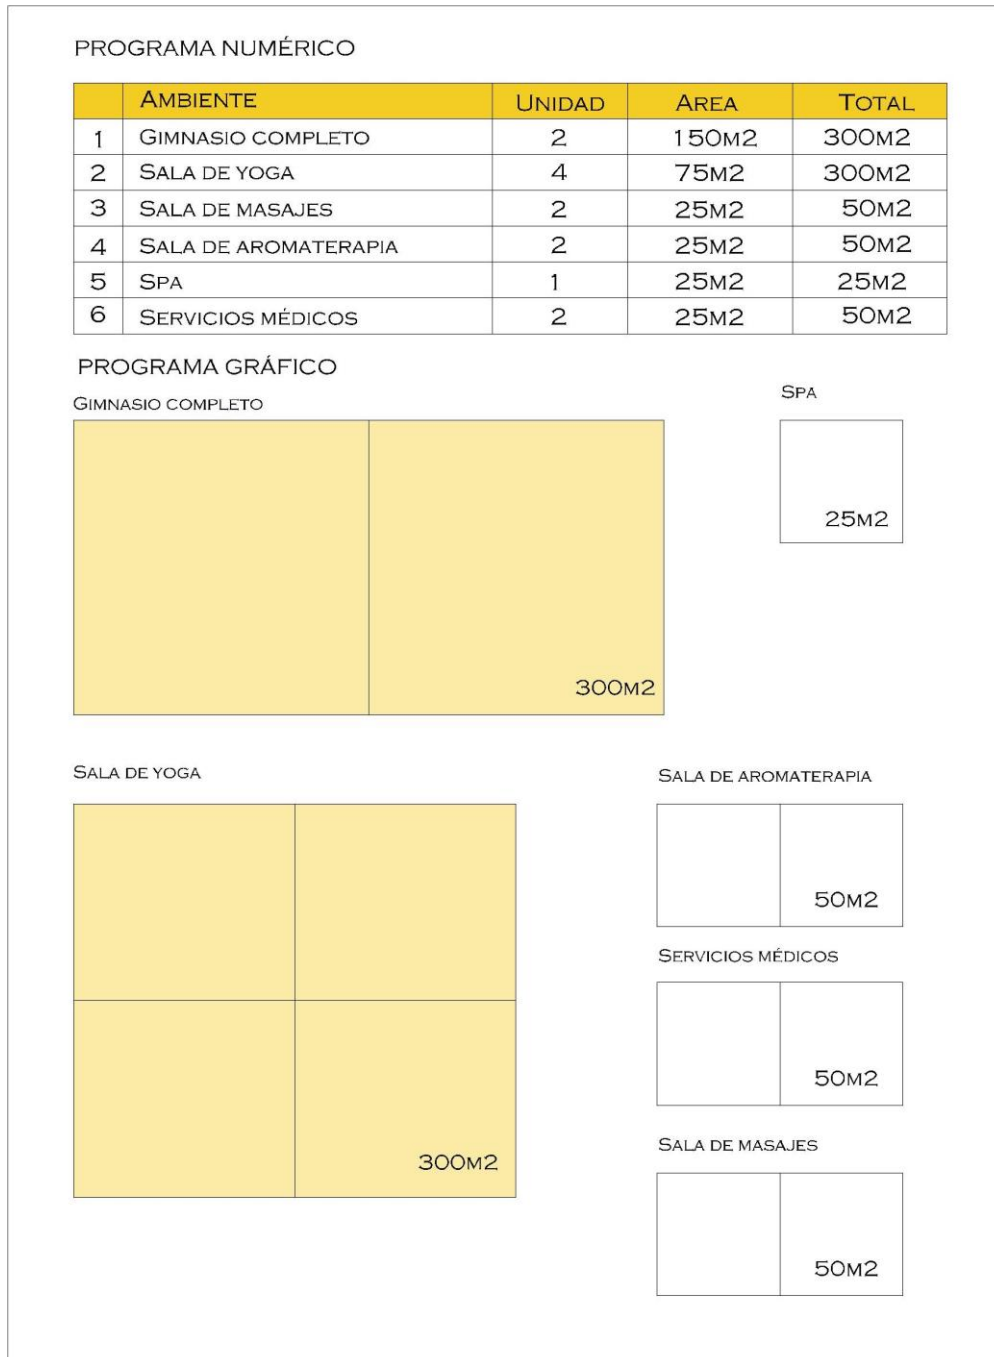 PROGRAMA NUMÉRICO
AMBIENTE UNIDAD AREA TOTAL
1 GIMNASIO COMPLETO 2 150M2 300M2
2 SALA DE YOGA 4 75M2 300M2
3 SALA DE MASAJES 2 25M2 50M2
4 SALA DE AROMATERAPIA 2 25M2 50M2
5 SPA 1 25M2 25M2
6 SERVICIOS MÉDICOS 2 25M2 50M2
PROGRAMA GRÁFICO
GIMNASIO COMPLETO
300M2
SPA
25M2
SALA DE YOGA
300M2
SALA DE AROMATERAPIA
50M2
SERVICIOS MÉDICOS
50M2
SALA DE MASAJES
50M2